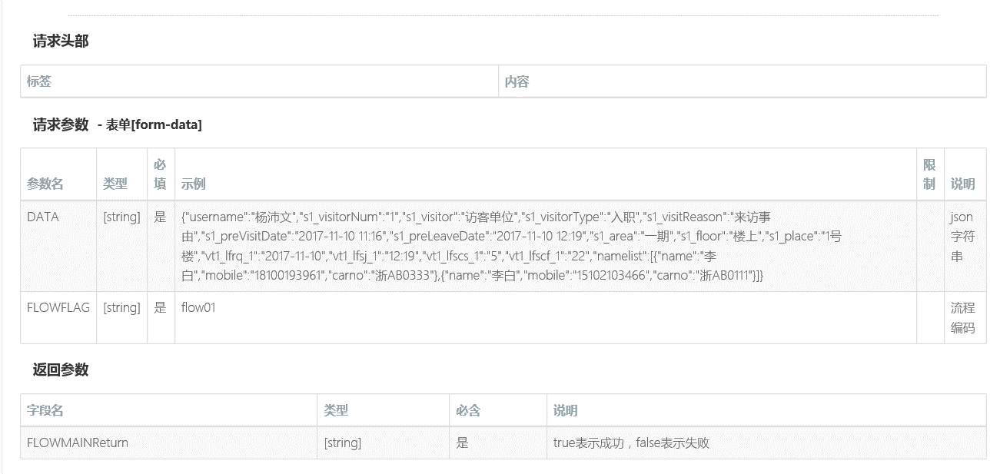 请求头部
标签 内容
请求参数 - 表单[form-data]
参数名 类型 必填 示例 限制 说明
DATA [string] 是 {"username":"杨沛文","s1_visitorNum":"1","s1_visitor":"访客单位","s1_visitorType":"入职","s1_visitReason":"来访事 json
由","s1_preVisitDate":"2017-11-10 11:16","s1_preLeaveDate":"2017-11-10 12:19","s1_area":"一期","s1_floor":"楼上","s1_place":"1号 字符
楼","vt1_lfrq_1":"2017-11-10","vt1_lfsj_1":"12:19","vt1_lfscs_1":"5","vt1_lfscf_1":"22","namelist":[{"name":"李 串
白","mobile":"18100193961","carno":"浙AB0333"},{"name":"李白","mobile":"15102103466","carno":"浙AB0111"}]}
FLOWFLAG [string] 是 flow01 流程
编码
返回参数
字段名 类型 必含 说明
FLOWMAINReturn [string] 是 true表示成功，false表示失败